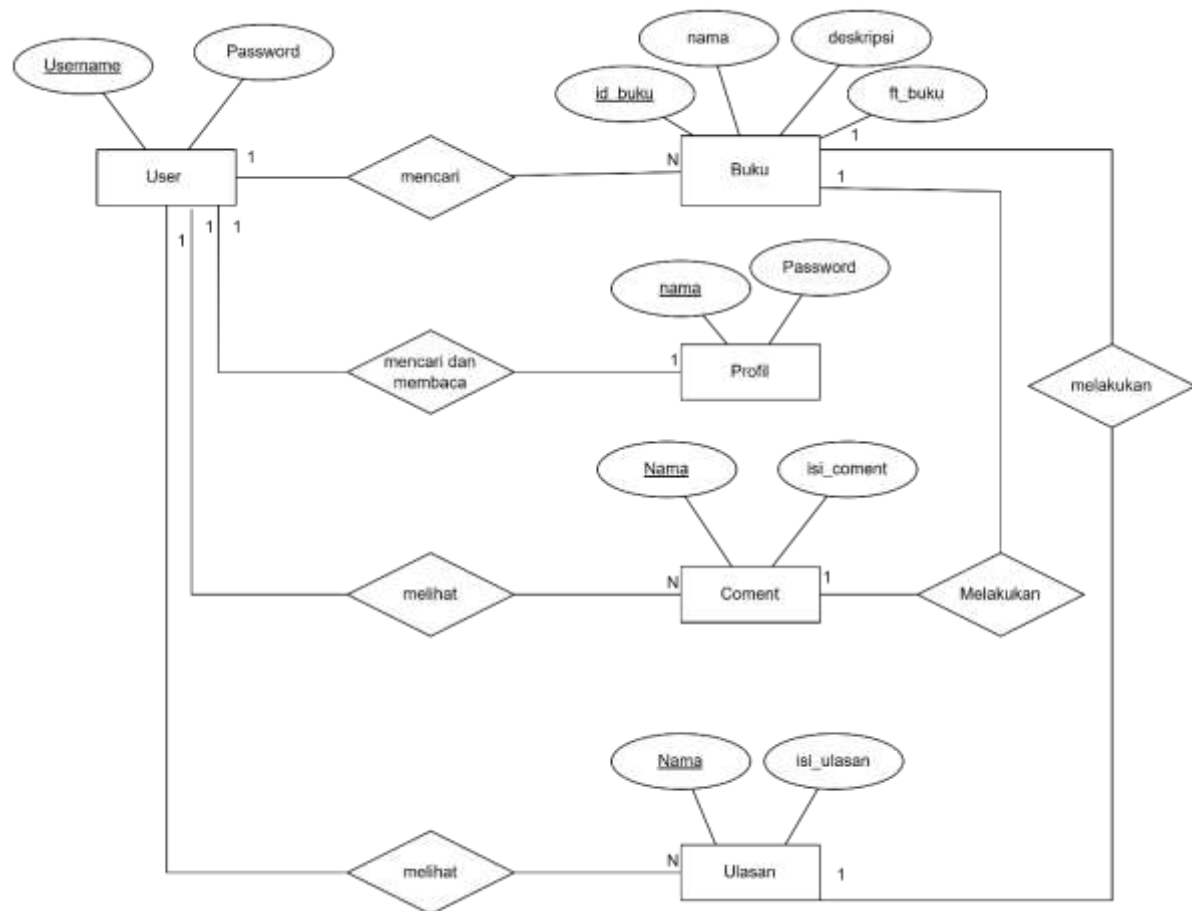 Username
Password
nama
deskripsi
id_buku
ft_buku
User
1
mencari
N
Buku
1
1
1
1
1
nama
Password
mencari dan
membaca
1
Profil
melakukan
Nama
isi_coment
melihat
N
Coment
1
Melakukan
Nama
isi_ulasan
melihat
N
Ulasan
1